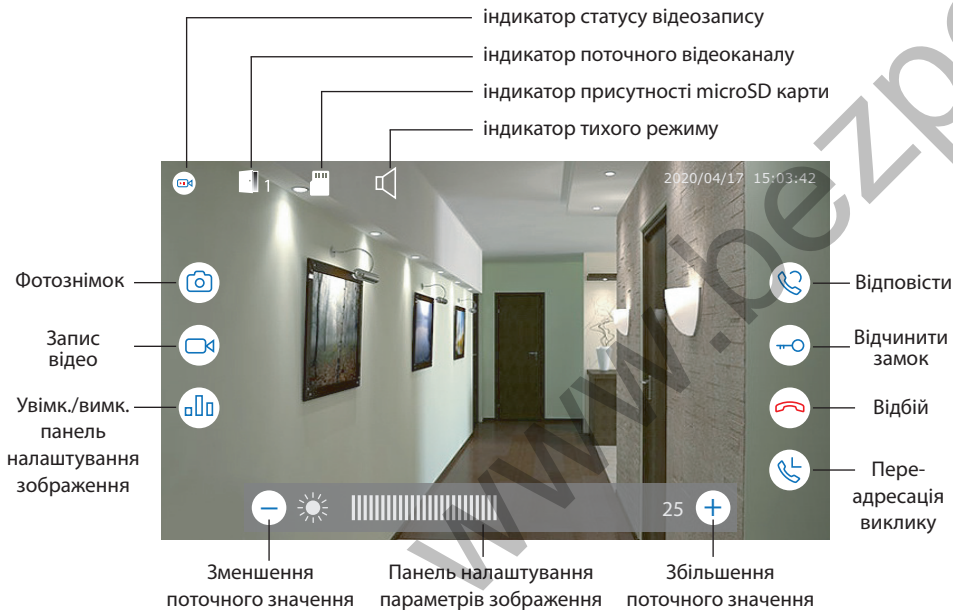 індикатор статусу відеозапису
індикатор поточного відеоканалу
індикатор присутності microSD карти
індикатор тихого режиму
1
2020/04/17 15:03:42
Фотознімок
Запис
відео
Увімк./вимк.
панель
налаштування
зображення
Відповісти
Відчинити
замок
Відбій
Пере-
адресація
виклику
25
Зменшення
поточного значення
Панель налаштування
параметрів зображення
Збільшення
поточного значення